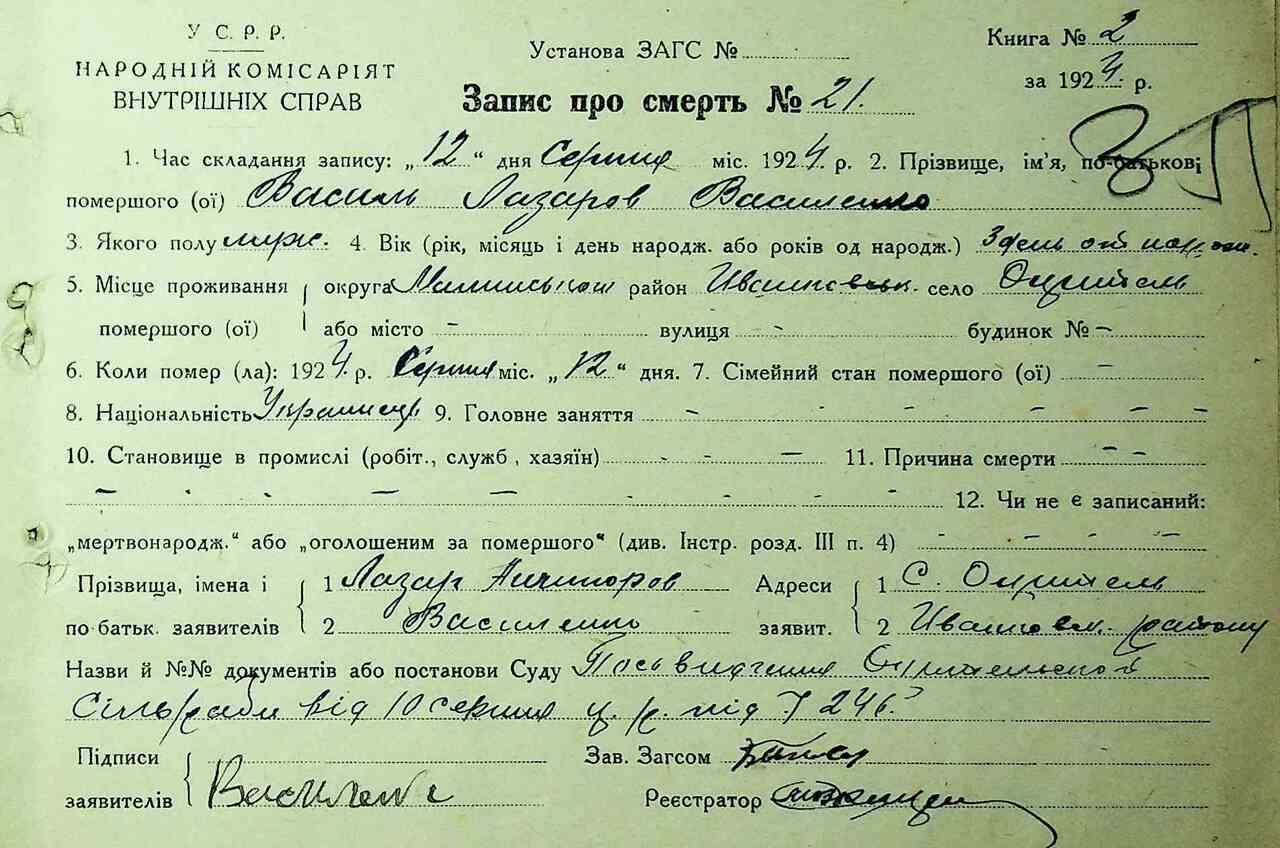 У С. Р. Р.
НАРОДНІЙ КОМІСАРІЯТ
ВНУТРІШНІХ СПРАВ
Установа ЗАГС №
Книга № 2
за 1924 р.
Запис про смерть № 21.
ЗП
1. Час складання запису: „12“ дня Серпня міс. 1924 р. 2. Прізвище, ім'я, по-батькові
помершого (ої) Василь Лазаров Василенко
3. Якого полу муж. 4. Вік (рік, місяць і день народж. або років од народж.) 3 день от
5. Місце проживання округа район село
помершого (ої) або місто - вулиця - будинок № -
6. Коли помер (ла): 1924 р. Серпня міс. „12“ дня. 7. Сімейний стан помершого (ої) -
8. Національність Українець 9. Головне заняття - - - - - -
10. Становище в промислі (робіт., служб , хазяїн) - - - 11. Причина смерти - -
- - - - - - - 12. Чи не є записаний:
„мертвонародж.“ або „оголошеним за помершого“ (див. Інстр. розд. III п. 4) - - - - -
Прізвища, імена і 1 Лазар Ничипоров Адреси 1 С.
по батьк. заявителів 2 Василенко заявит. 2 району
Назви й №№ документів або постанови Суду Посвидчення
Сільради від 10 серпня ц. р. під 246
Підписи Зав. Загсом
заявителів Василенко Реєстратор